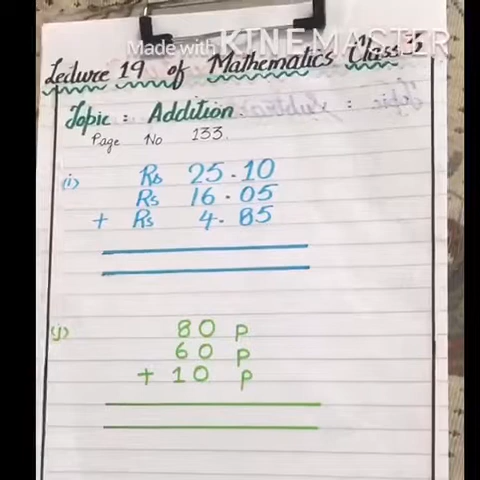 Made with KINEMASTER
Lecture 19 of Mathematics Class 3
Topic : Addition
Page No 133.
(i) Rs 25.10
Rs 16.05
+ Rs 4.85
(j) 80 p
60 p
+ 10 p